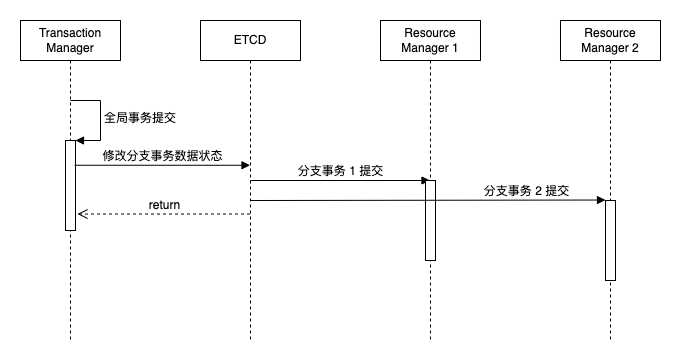 Transaction
Manager
ETCD
Resource
Manager 1
Resource
Manager 2
全局事务提交
修改分支事务数据状态
分支事务 1 提交
分支事务 2 提交
return